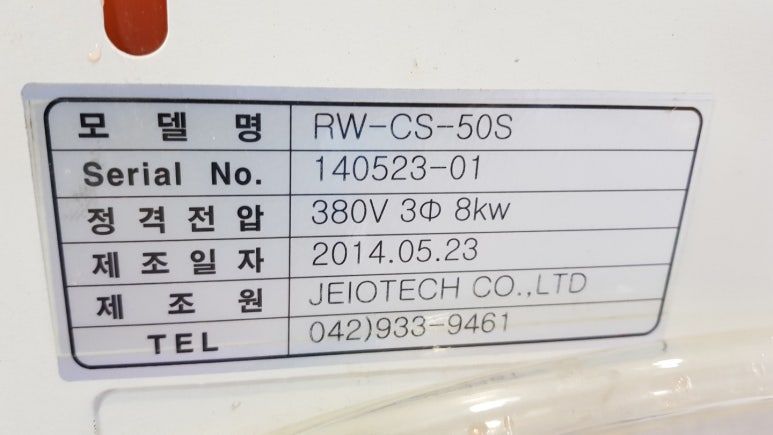 모 델 명 RW-CS-50S
Serial No. 140523-01
정격전압 380V 3Φ 8kw
제조일자 2014.05.23
제 조 원 JEIOTECH CO.,LTD
TEL 042)933-9461